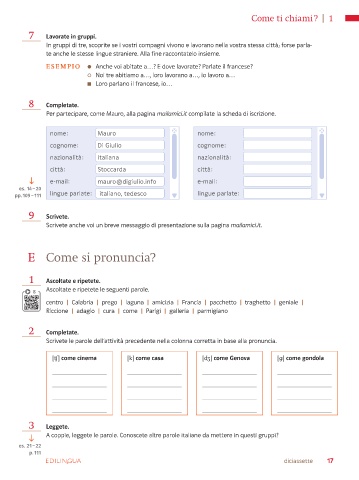 Come ti chiami? | 1
7 Lavorate in gruppi.
In gruppi di tre, scoprite se i vostri compagni vivono e lavorano nella vostra stessa città; forse parla-
te anche le stesse lingue straniere. Alla fine raccontatelo insieme.
ESEMPIO ● Anche voi abitate a...? E dove lavorate? Parlate il francese?
○ Noi tre abitiamo a..., loro lavorano a..., io lavoro a...
■ Loro parlano il francese, io...
8 Completate.
Per partecipare, come Mauro, alla pagina maiiamici.it compilate la scheda di iscrizione.
nome: Mauro nome:
cognome: Di Giulio cognome:
nazionalità: italiana nazionalità:
città: Stoccarda città:
e-mail: mauro@digiulio.info e-mail:
lingue parlate: italiano, tedesco lingue parlate:
es. 14–20
pp. 109–111
9 Scrivete.
Scrivete anche voi un breve messaggio di presentazione sulla pagina maiiamici.it.
E Come si pronuncia?
1 Ascoltate e ripetete.
8 Ascoltate e ripetete le seguenti parole.
centro | Calabria | prego | laguna | amicizia | Francia | pacchetto | traghetto | geniale |
Riccione | adagio | cura | come | Parigi | galleria | parmigiano
2 Completate.
Scrivete le parole dell'attività precedente nella colonna corretta in base alla pronuncia.
[tʃ] come cinema [k] come casa [dʒ] come Genova [g] come gondola
3 Leggete.
A coppie, leggete le parole. Conoscete altre parole italiane da mettere in questi gruppi?
es. 21–22
p. 111
EDILINGUA
diciassette 17